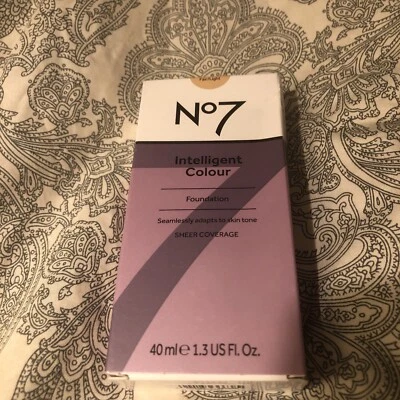 No7
Intelligent
Colour
Foundation
Seamlessly adapts to skin tone
SHEER COVERAGE
40 ml e 1.3 US Fl. Oz.